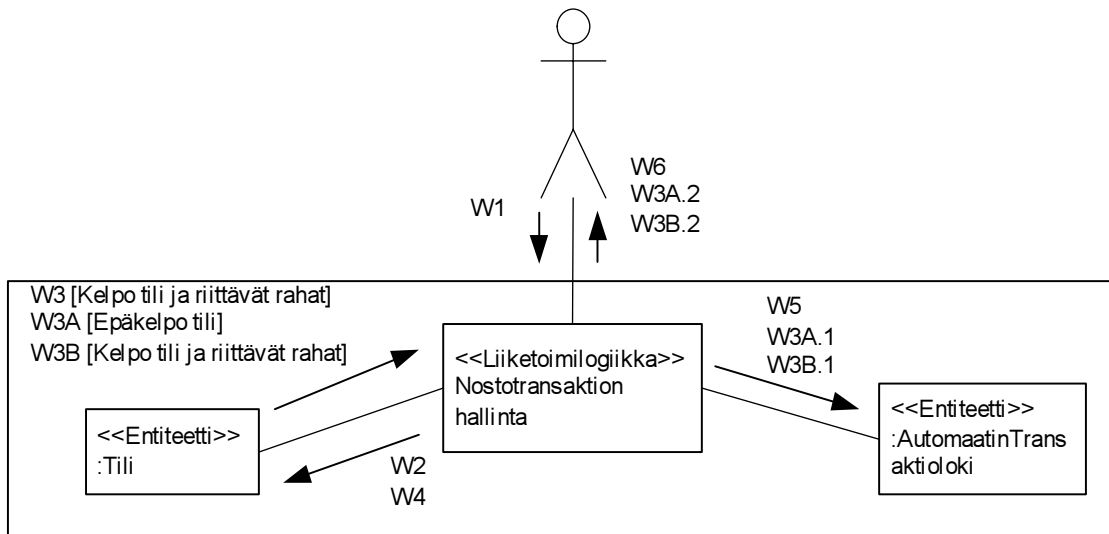 W6
W3A.2
W3B.2
W1
W3 [Kelpo tili ja riittävät rahat]
W3A [Epäkelpo tili]
W3B [Kelpo tili ja riittävät rahat]
W5
W3A.1
W3B.1
<<Liiketoimilogiikka>>
Nostotransaktion
hallinta
<<Entiteetti>>
:Tili
<<Entiteetti>>
:AutomaatinTrans
aktioloki
W2
W4